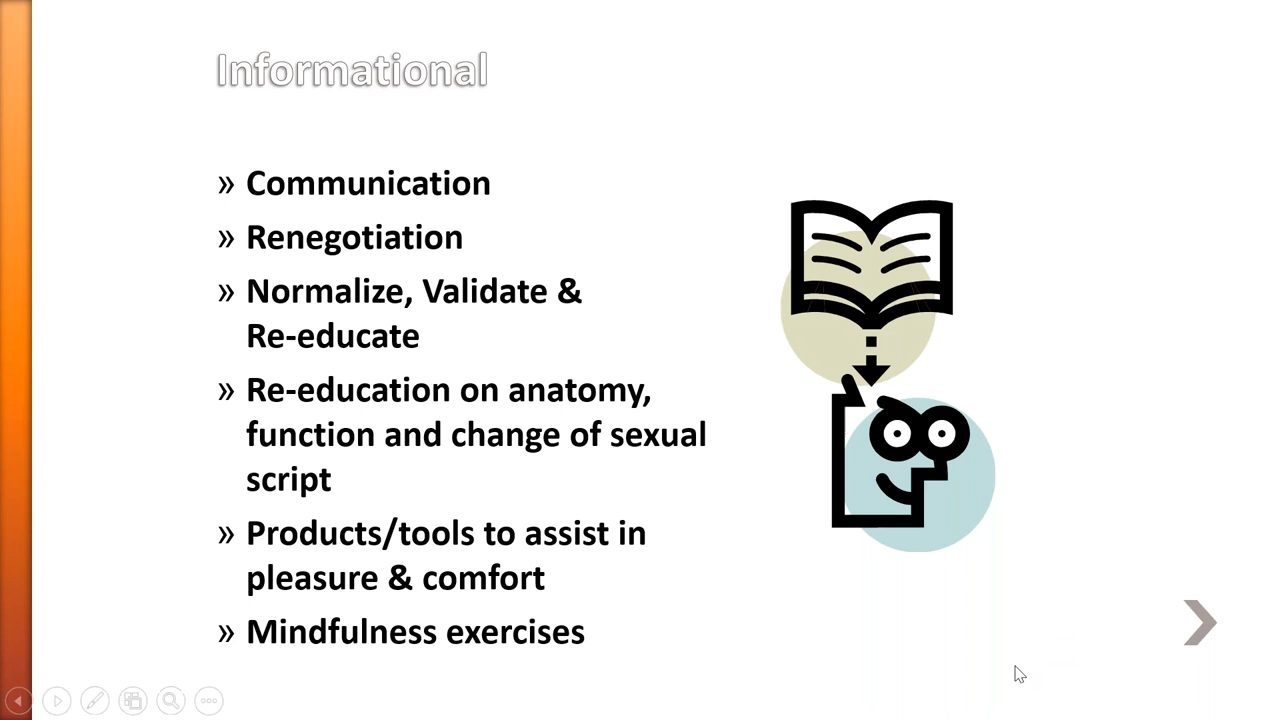 Informational
» Communication
» Renegotiation
» Normalize, Validate &
Re-educate
» Re-education on anatomy,
function and change of sexual
script
» Products/tools to assist in
pleasure & comfort
» Mindfulness exercises